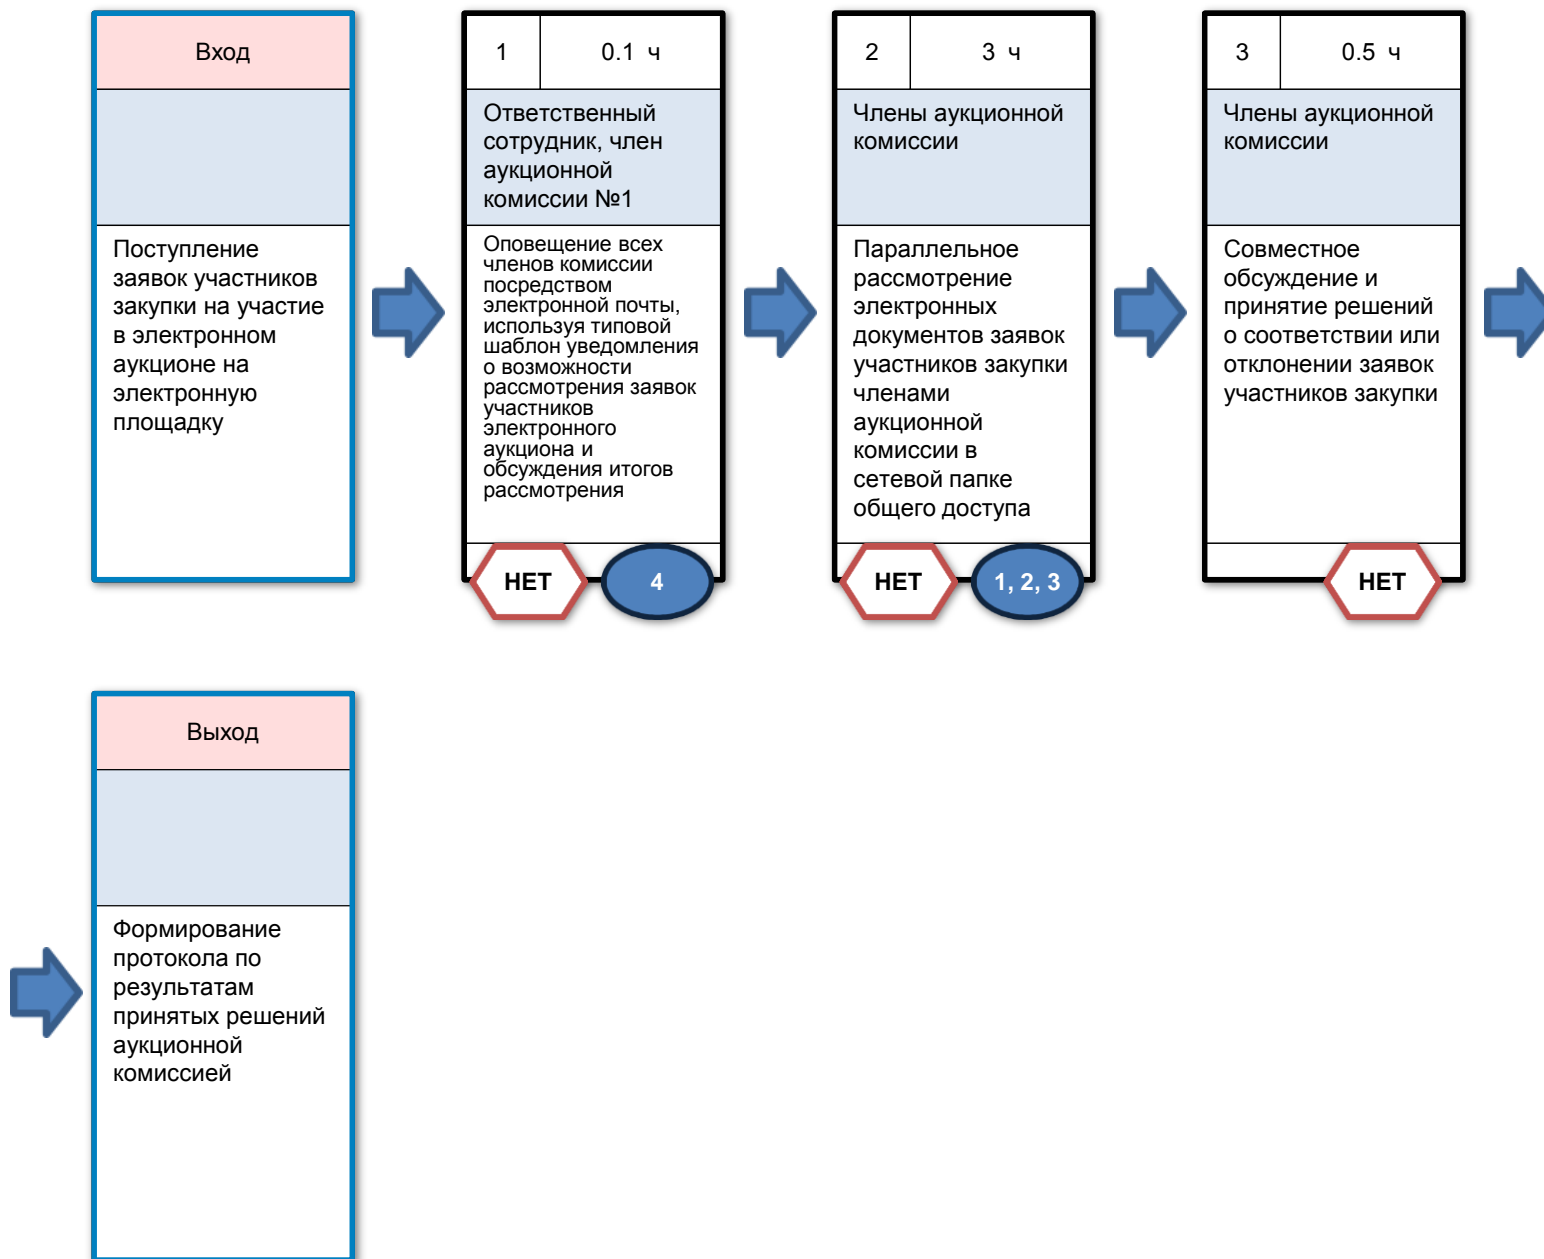 Вход
Поступление
заявок участников
закупки на участие
в электронном
аукционе на
электронную
площадку
1
0.1 ч
Ответственный
сотрудник, член
аукционной
комиссии №1
Оповещение всех
членов комиссии
посредством
электронной почты,
используя типовой
шаблон уведомления
о возможности
рассмотрения заявок
участников
электронного
аукциона и
обсуждения итогов
рассмотрения
НЕТ
4
2
3 ч
Члены аукционной
комиссии
Параллельное
рассмотрение
электронных
документов заявок
участников закупки
членами
аукционной
комиссии в
сетевой папке
общего доступа
НЕТ
1, 2, 3
3
0.5 ч
Члены аукционной
комиссии
Совместное
обсуждение и
принятие решений
о соответствии или
отклонении заявок
участников закупки
НЕТ
Выход
Формирование
протокола по
результатам
принятых решений
аукционной
комиссией